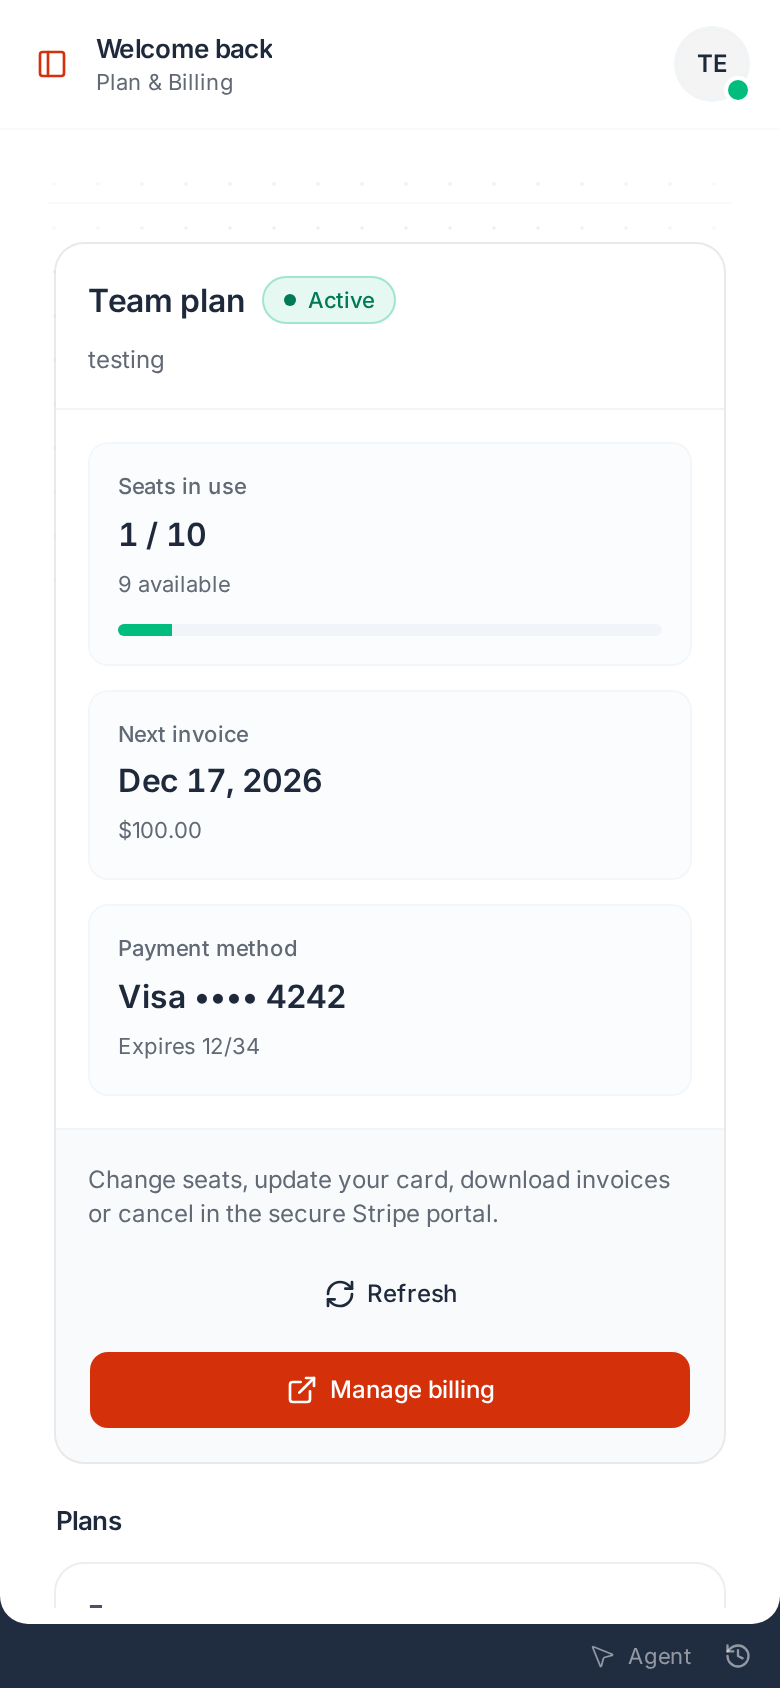 Welcome back
Plan & Billing
TE
Team plan
Active
testing
Seats in use
1 / 10
9 available
Next invoice
Dec 17, 2026
$100.00
Payment method
Visa •••• 4242
Expires 12/34
Change seats, update your card, download invoices
or cancel in the secure Stripe portal.
Refresh
Manage billing
Plans
Agent